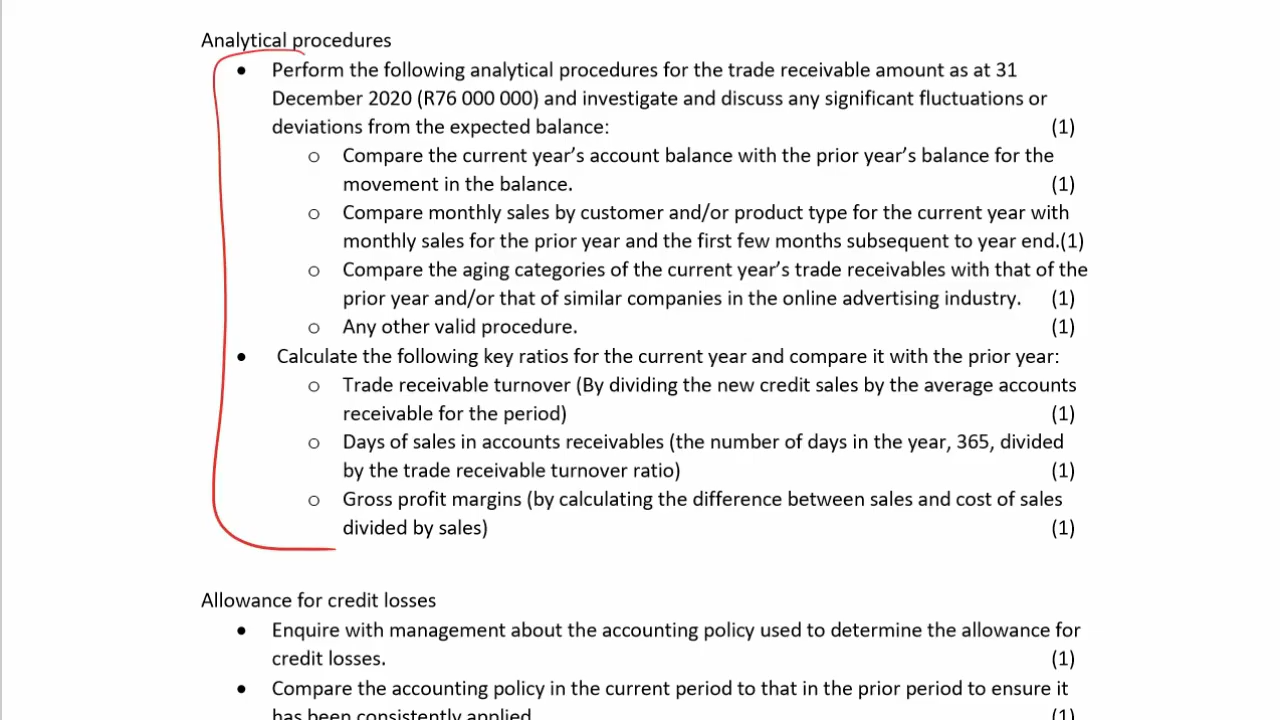 Analytical procedures
• Perform the following analytical procedures for the trade receivable amount as at 31
December 2020 (R76 000 000) and investigate and discuss any significant fluctuations or
deviations from the expected balance: (1)
o Compare the current year’s account balance with the prior year’s balance for the
movement in the balance. (1)
o Compare monthly sales by customer and/or product type for the current year with
monthly sales for the prior year and the first few months subsequent to year end.(1)
o Compare the aging categories of the current year’s trade receivables with that of the
prior year and/or that of similar companies in the online advertising industry. (1)
o Any other valid procedure. (1)
• Calculate the following key ratios for the current year and compare it with the prior year:
o Trade receivable turnover (By dividing the new credit sales by the average accounts
receivable for the period) (1)
o Days of sales in accounts receivables (the number of days in the year, 365, divided
by the trade receivable turnover ratio) (1)
o Gross profit margins (by calculating the difference between sales and cost of sales
divided by sales) (1)
Allowance for credit losses
• Enquire with management about the accounting policy used to determine the allowance for
credit losses. (1)
• Compare the accounting policy in the current period to that in the prior period to ensure it
has been consistently applied (1)